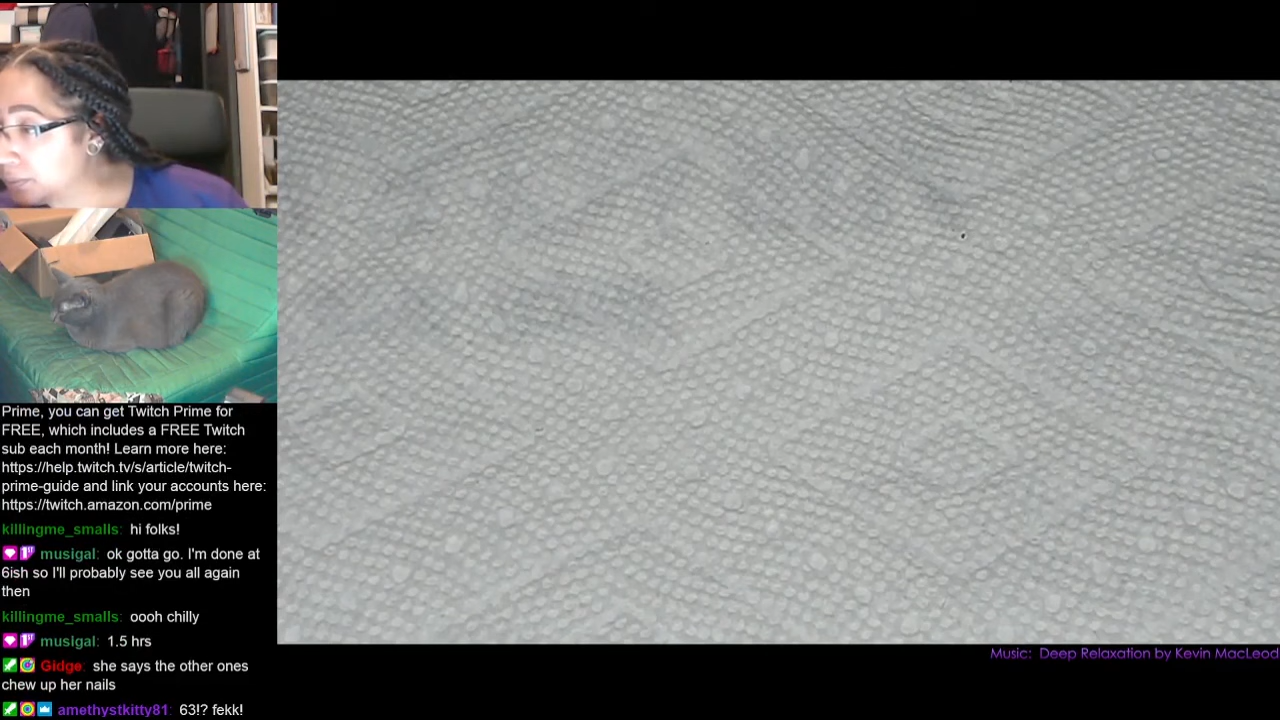 Prime, you can get Twitch Prime for
FREE, which includes a FREE Twitch
sub each month! Learn more here:
https://help.twitch.tv/s/article/twitch-
prime-guide and link your accounts here:
https://twitch.amazon.com/prime
killingme_smalls: hi folks!
musigal: ok gotta go. I'm done at
6ish so I'll probably see you all again
then
killingme_smalls: oooh chilly
musigal: 1.5 hrs
Gidge: she says the other ones
chew up her nails
amethystkitty81: 63!? fekk!
Music: Deep Relaxation by Kevin MacLeod